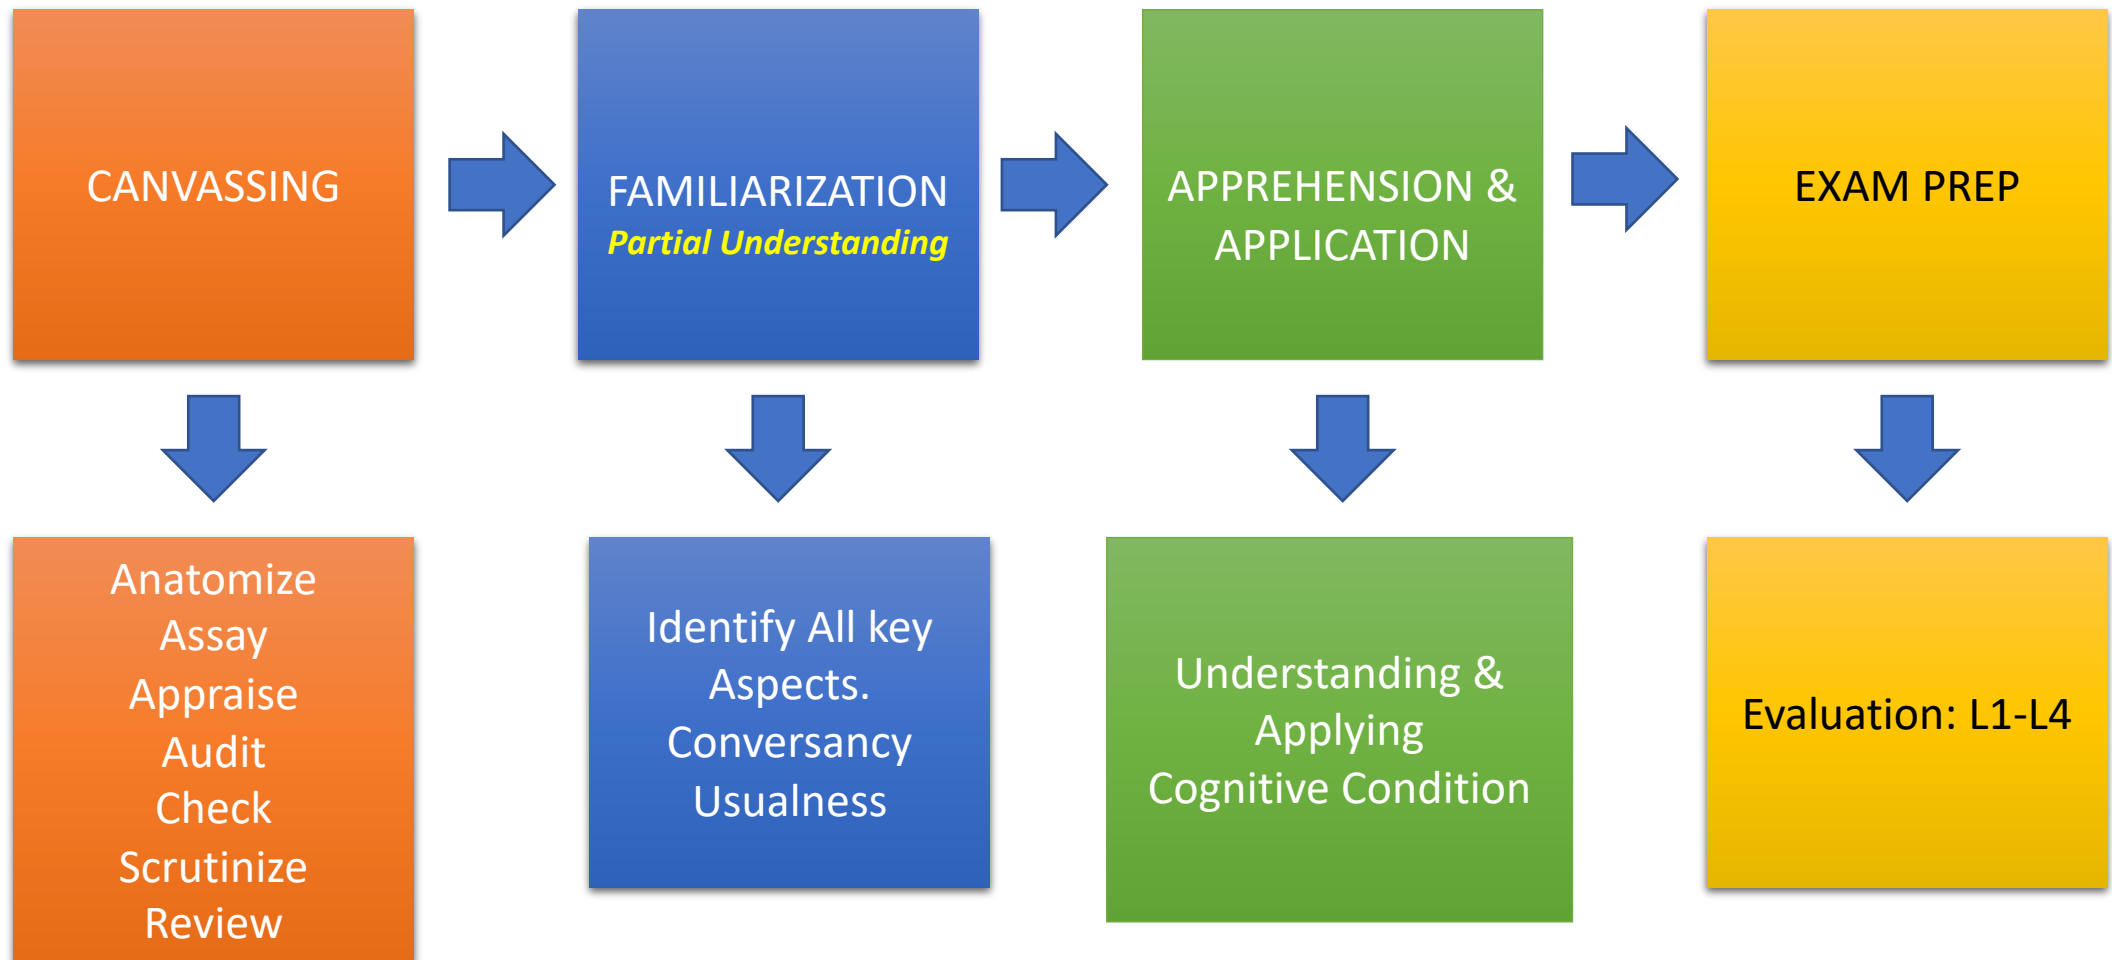 CANVASSING
FAMILIARIZATION
Partial Understanding
APPREHENSION &
APPLICATION
EXAM PREP
Anatomize
Assay
Appraise
Audit
Check
Scrutinize
Review
Identify All key
Aspects.
Conversancy
Usualness
Understanding &
Applying
Cognitive Condition
Evaluation: L1-L4